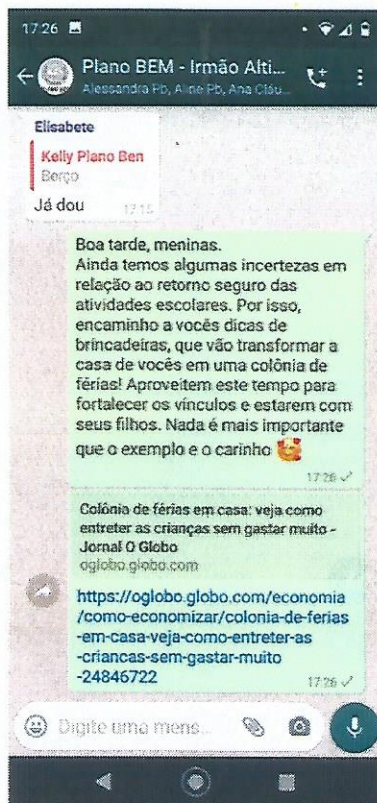 17:26
Plano BEM - Irmão Alti...
Alessandra Pb, Aline Pb, Ana Cláu...
Elisabete
Kelly Plano Ben
Berço
Já dou
17:15
Boa tarde, meninas.
Ainda temos algumas incertezas em
relação ao retorno seguro das
atividades escolares. Por isso,
encaminho a vocês dicas de
brincadeiras, que vão transformar a
casa de vocês em uma colônia de
férias! Aproveitem este tempo para
fortalecer os vínculos e estarem com
seus filhos. Nada é mais importante
que o exemplo e o carinho 🥰
17:26
Colônia de férias em casa: veja como
entreter as crianças sem gastar muito -
Jornal O Globo
oglobo.globo.com
https://oglobo.globo.com/economia
/como-economizar/colonia-de-ferias
-em-casa-veja-como-entreter-as
-criancas-sem-gastar-muito
-24846722
17:26
Digite uma mens...